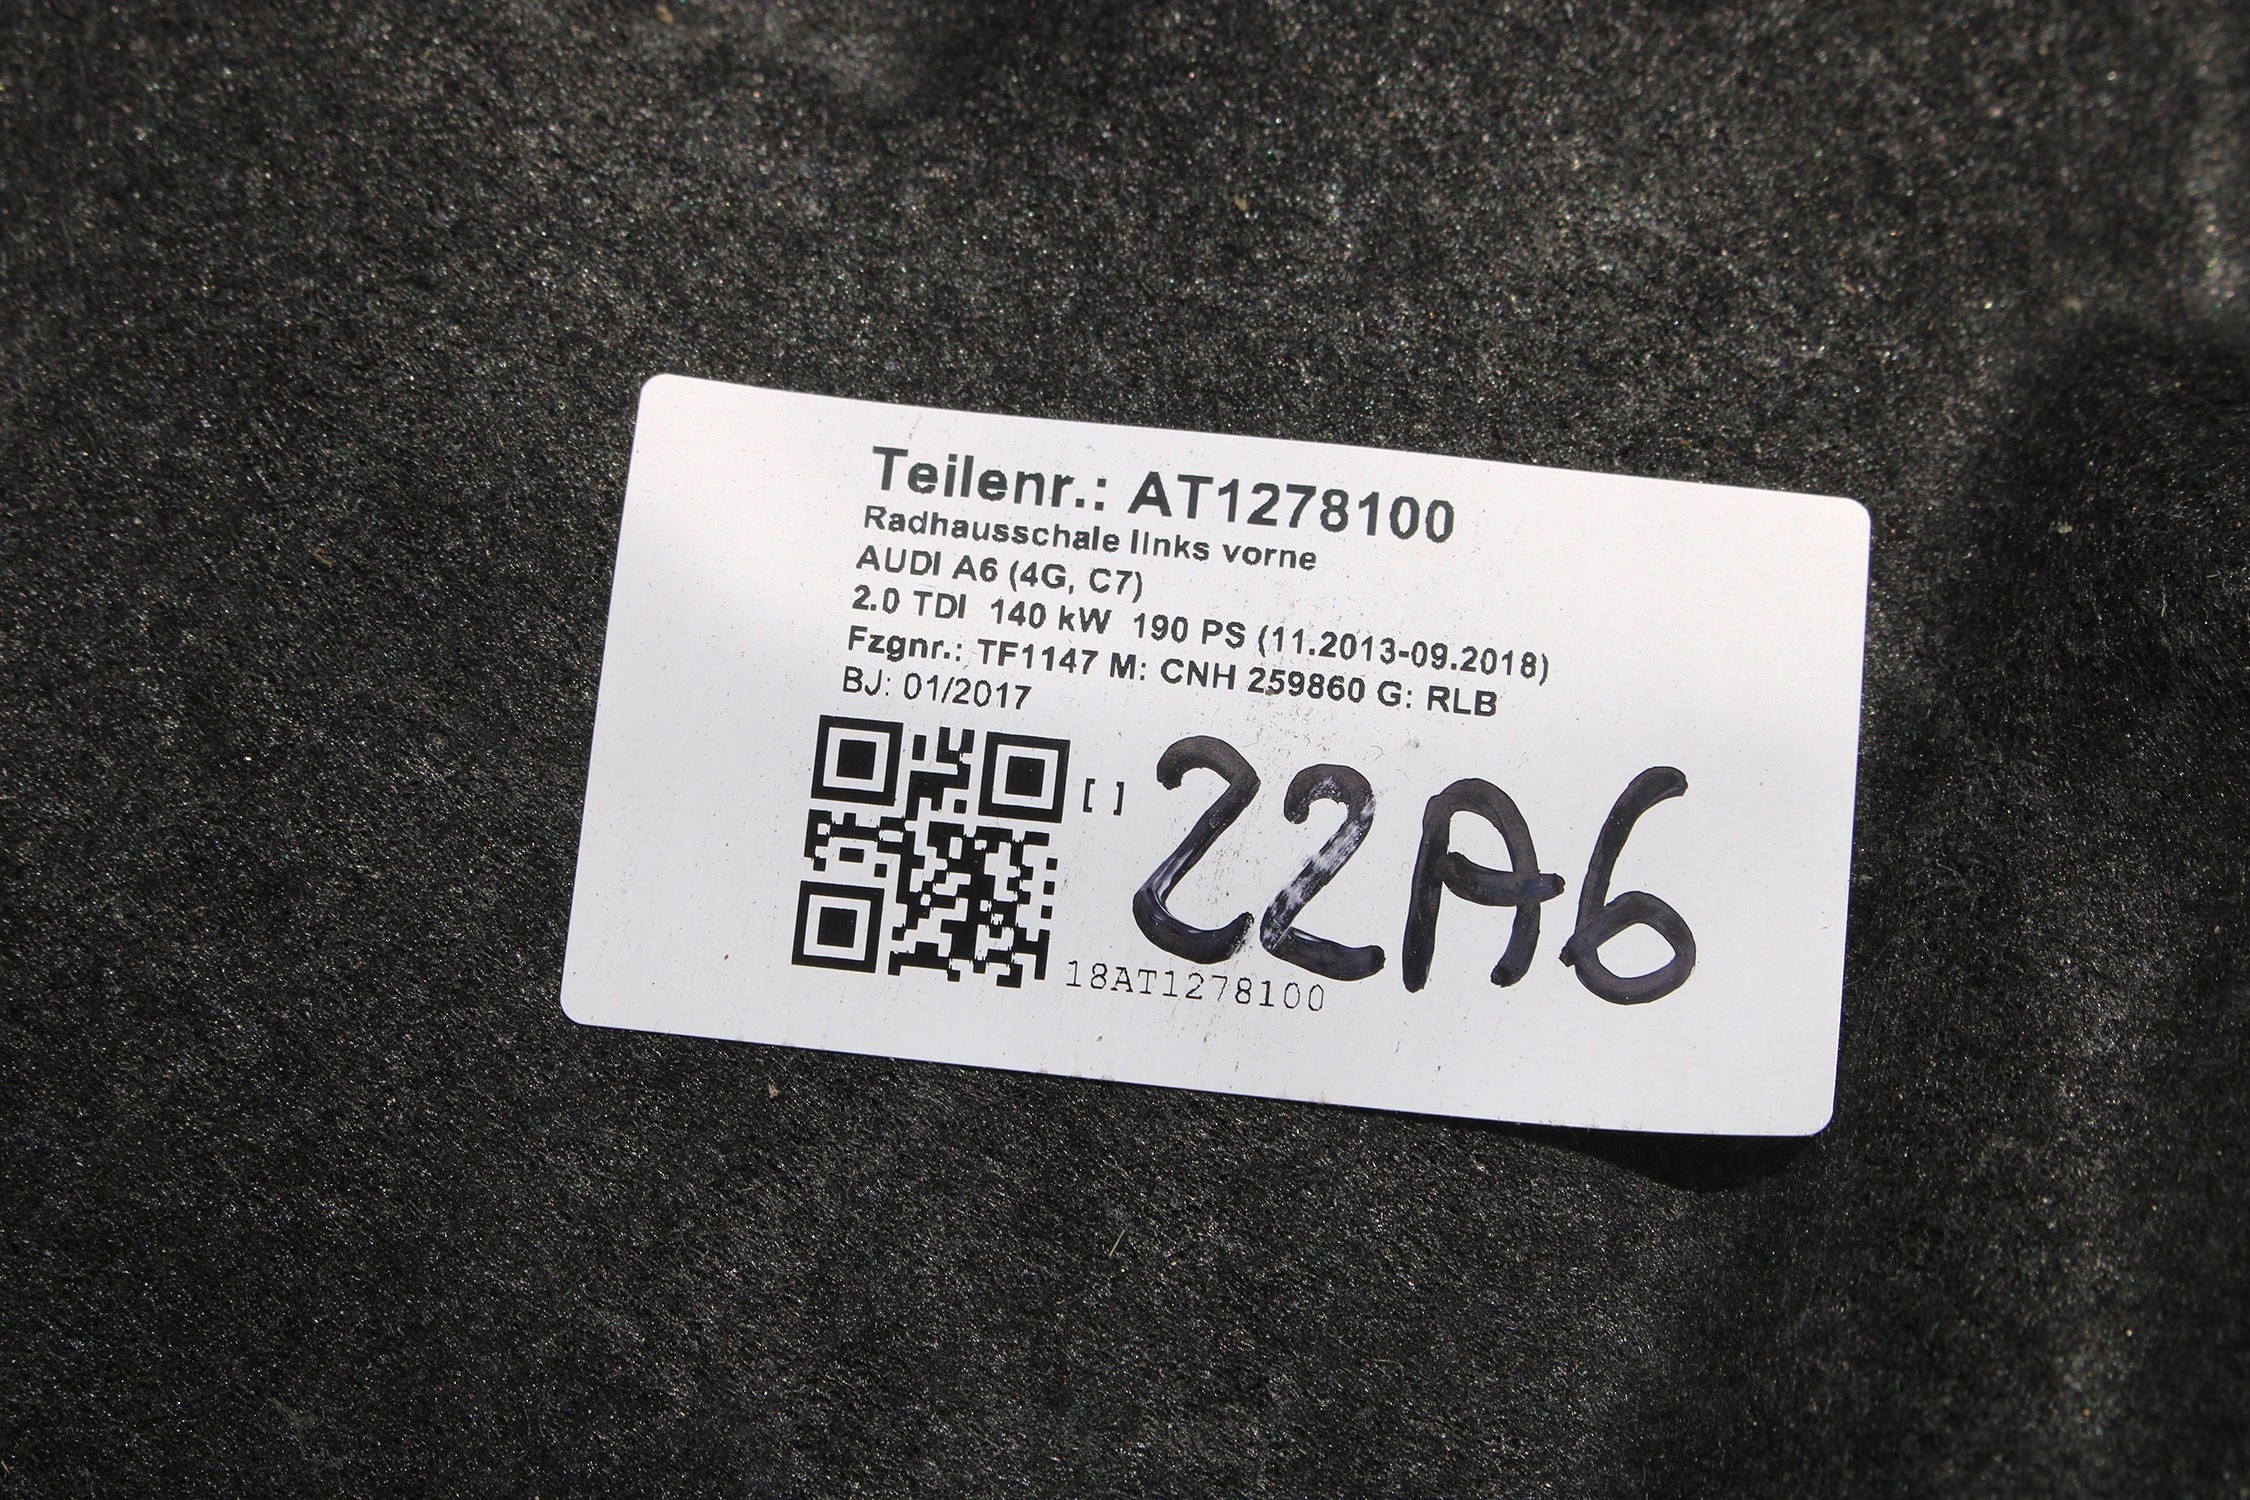 Teilenr.: AT1278100
Radhausschale links vorne
AUDI A6 (4G, C7)
2.0 TDI 140 kW 190 PS (11.2013-09.2018)
Fzgnr.: TF1147 M: CNH 259860 G: RLB
BJ: 01/2017
[ ]
22A6
18AT1278100